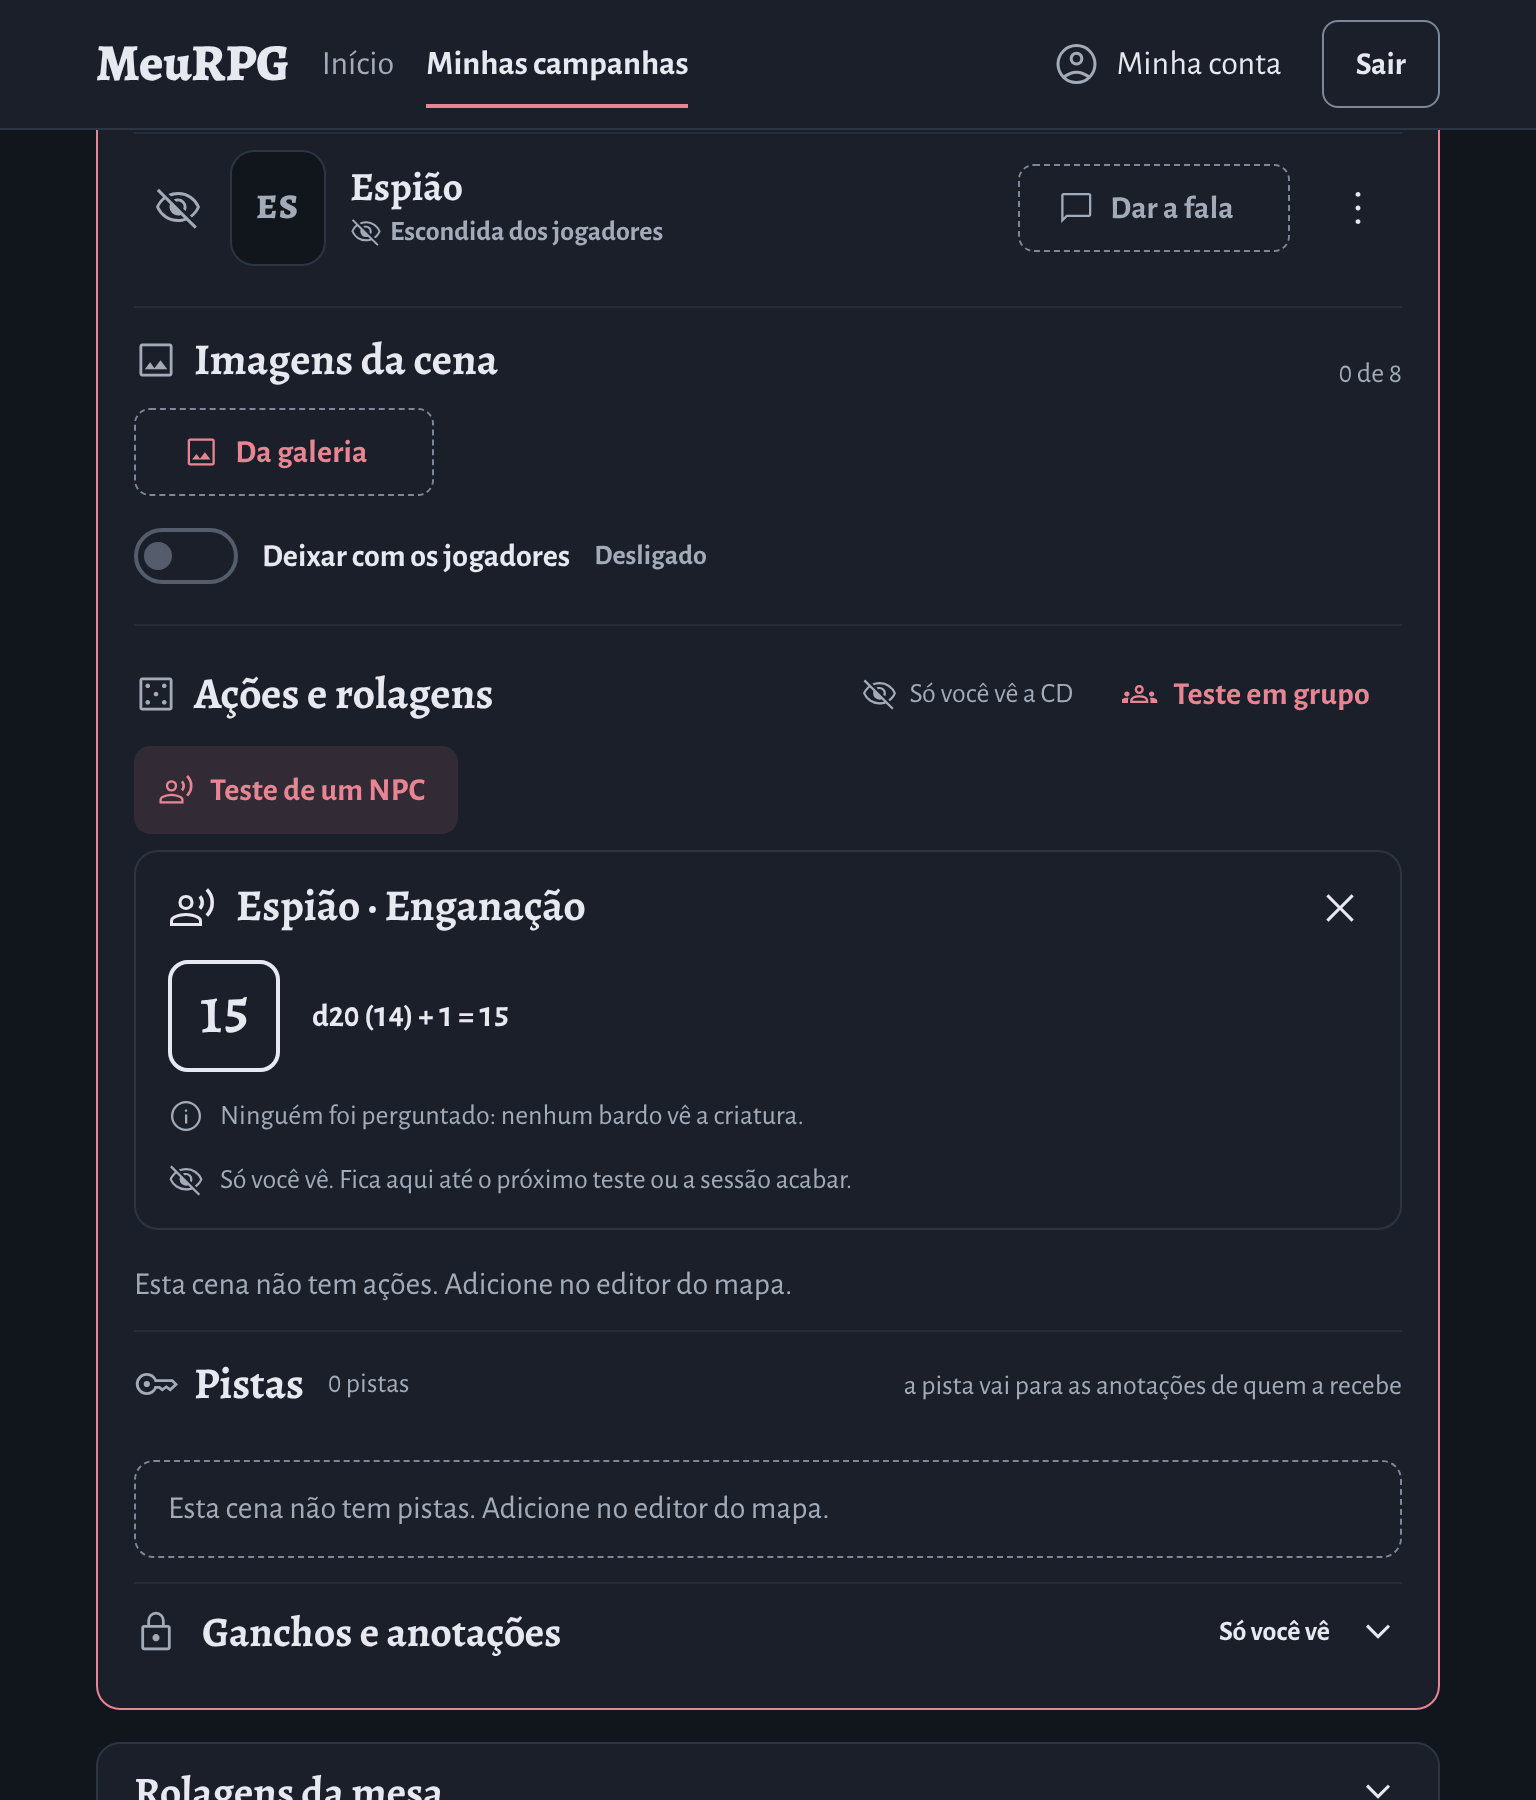 MeuRPG Início Minhas campanhas Minha conta Sair
ES Espião Dar a fala
Escondida dos jogadores
Imagens da cena 0 de 8
Da galeria
Deixar com os jogadores Desligado
Ações e rolagens Só você vê a CD Teste em grupo
Teste de um NPC
Espião · Enganação
15 d20 (14) + 1 = 15
Ninguém foi perguntado: nenhum bardo vê a criatura.
Só você vê. Fica aqui até o próximo teste ou a sessão acabar.
Esta cena não tem ações. Adicione no editor do mapa.
Pistas 0 pistas a pista vai para as anotações de quem a recebe
Esta cena não tem pistas. Adicione no editor do mapa.
Ganchos e anotações Só você vê
Rolagens da mesa